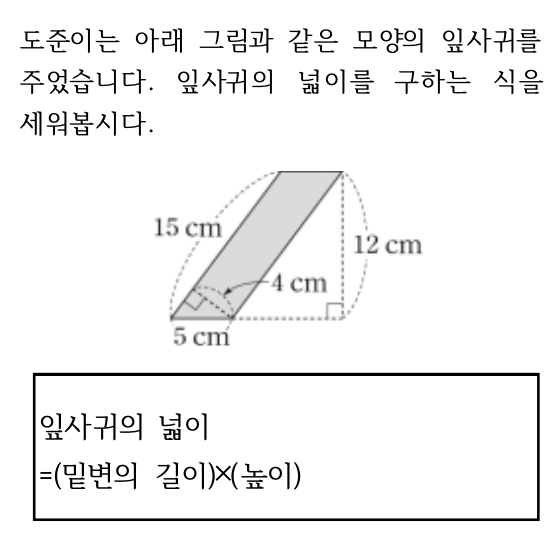 도준이는 아래 그림과 같은 모양의 잎사귀를
주었습니다. 잎사귀의 넓이를 구하는 식을
세워봅시다.
15 cm
12 cm
4 cm
5 cm
잎사귀의 넓이
=(밑변의 길이)×(높이)